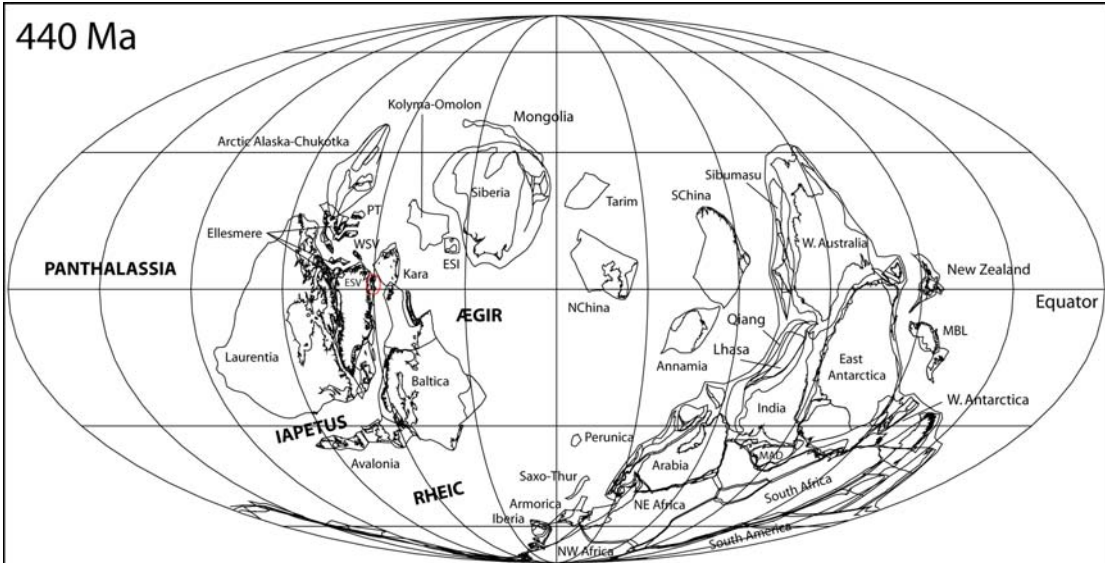 440 Ma
Kolyma-Omolon
Mongolia
Arctic Alaska-Chukotka
Sibumasu
Siberia
SChina
Tarim
PT
Ellesmere
WSV
W. Australia
ESI
PANTHALASSIA
Kara
New Zealand
ESV
NChina
Equator
ÆGIR
Qiang
MBL
Laurentia
Lhasa
Annamia
East
Antarctica
Baltica
W. Antarctica
India
IAPETUS
Perunica
MAD
Avalonia
Arabia
Saxo-Thur
South Africa
RHEIC
Armorica
NE Africa
Iberia
South America
NW Africa